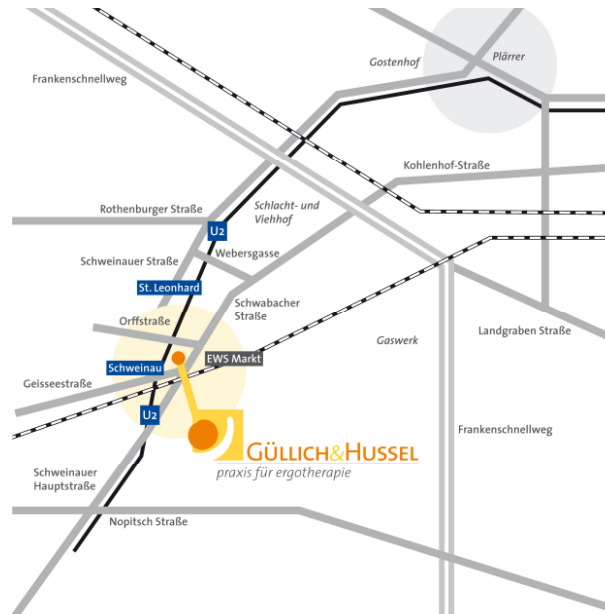 Plärrer
Gostenhof
Frankenschnellweg
Kohlenhof-Straße
Rothenburger Straße
Schlacht- und
Viehhof
U2
Webersgasse
Schweinauer Straße
St. Leonhard
Schwabacher
Straße
Orffstraße
Landgraben Straße
Gaswerk
EWS Markt
Schweinau
Geisseestraße
U2
Frankenschnellweg
GÜLLICH&HUSSEL
praxis für ergotherapie
Schweinauer
Hauptstraße
Nopitsch Straße